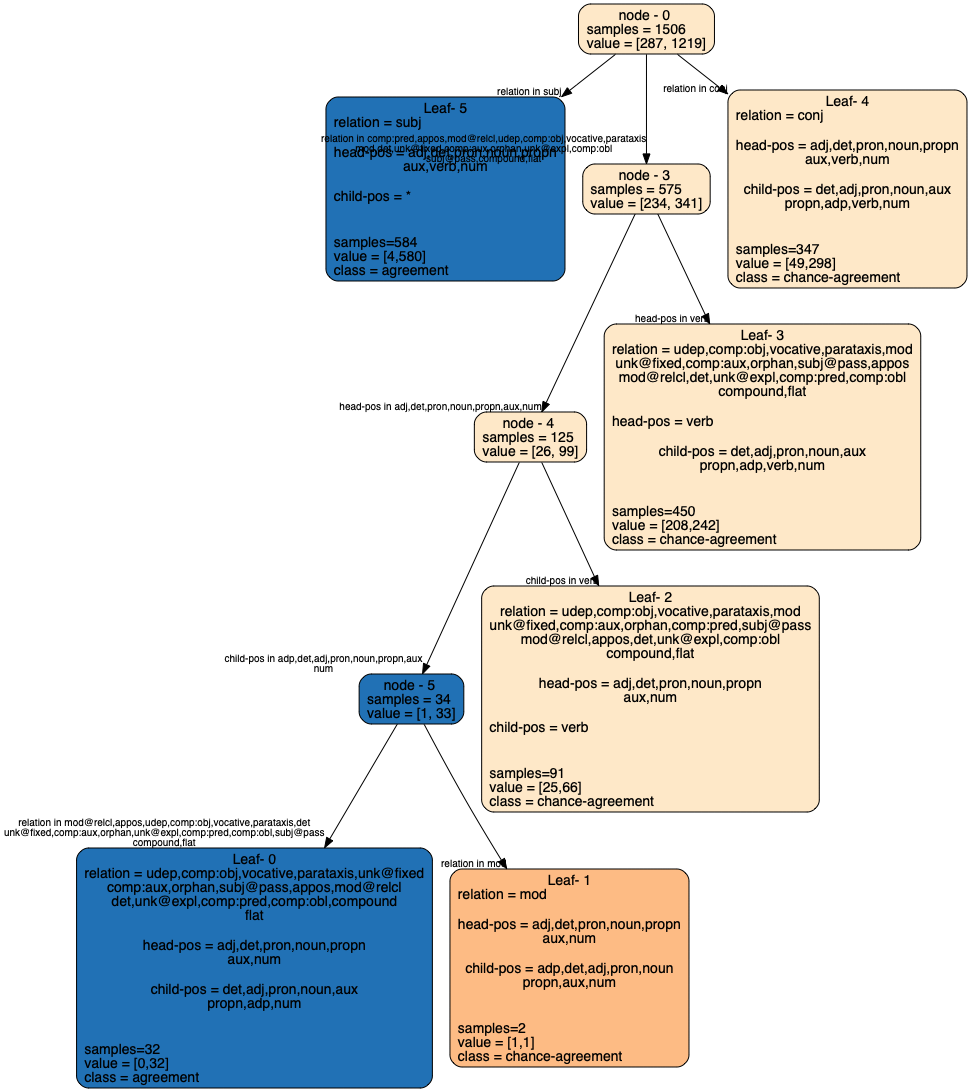 node - 0
samples = 1506
value = [287, 1219]
relation in subj
relation in conj
Leaf- 5
relation = subj
head-pos = adj,det,pron,noun,propn
aux,verb,num
child-pos = *
samples=584
value = [4,580]
class = agreement
relation in comp:pred,appos,mod@relcl,udep,comp:obj,vocative,parataxis
mod,det,unk@fixed,comp:aux,orphan,unk@expl,comp:obl
subj@pass,compound,flat
node - 3
samples = 575
value = [234, 341]
Leaf- 4
relation = conj
head-pos = adj,det,pron,noun,propn
aux,verb,num
child-pos = det,adj,pron,noun,aux
propn,adp,verb,num
samples=347
value = [49,298]
class = chance-agreement
head-pos in verb
Leaf- 3
relation = udep,comp:obj,vocative,parataxis,mod
unk@fixed,comp:aux,orphan,subj@pass,appos
mod@relcl,det,unk@expl,comp:pred,comp:obl
compound,flat
head-pos = verb
child-pos = det,adj,pron,noun,aux
propn,adp,verb,num
samples=450
value = [208,242]
class = chance-agreement
head-pos in adj,det,pron,noun,propn,aux,num
node - 4
samples = 125
value = [26, 99]
child-pos in verb
Leaf- 2
relation = udep,comp:obj,vocative,parataxis,mod
unk@fixed,comp:aux,orphan,comp:pred,subj@pass
mod@relcl,appos,det,unk@expl,comp:obl
compound,flat
head-pos = adj,det,pron,noun,propn
aux,num
child-pos = verb
samples=91
value = [25,66]
class = chance-agreement
child-pos in adp,det,adj,pron,noun,propn,aux
num
node - 5
samples = 34
value = [1, 33]
relation in mod@relcl,appos,udep,comp:obj,vocative,parataxis,det
unk@fixed,comp:aux,orphan,unk@expl,comp:pred,comp:obl,subj@pass
compound,flat
Leaf- 0
relation = udep,comp:obj,vocative,parataxis,unk@fixed
comp:aux,orphan,subj@pass,appos,mod@relcl
det,unk@expl,comp:pred,comp:obl,compound
flat
head-pos = adj,det,pron,noun,propn
aux,num
child-pos = det,adj,pron,noun,aux
propn,adp,num
samples=32
value = [0,32]
class = agreement
relation in mod
Leaf- 1
relation = mod
head-pos = adj,det,pron,noun,propn
aux,num
child-pos = adp,det,adj,pron,noun
propn,aux,num
samples=2
value = [1,1]
class = chance-agreement